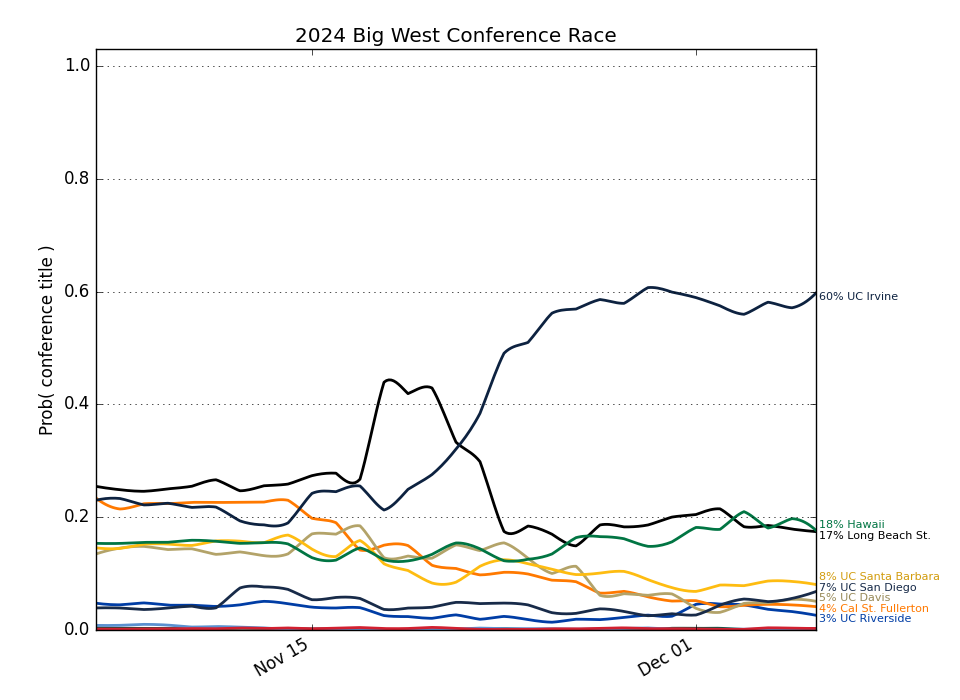 2024 Big West Conference Race
Prob( conference title )
1.0
0.8
0.6
0.4
0.2
0.0
Nov 15
Dec 01
60% UC Irvine
18% Hawaii
17% Long Beach St.
8% UC Santa Barbara
7% UC San Diego
5% UC Davis
4% Cal St. Fullerton
3% UC Riverside